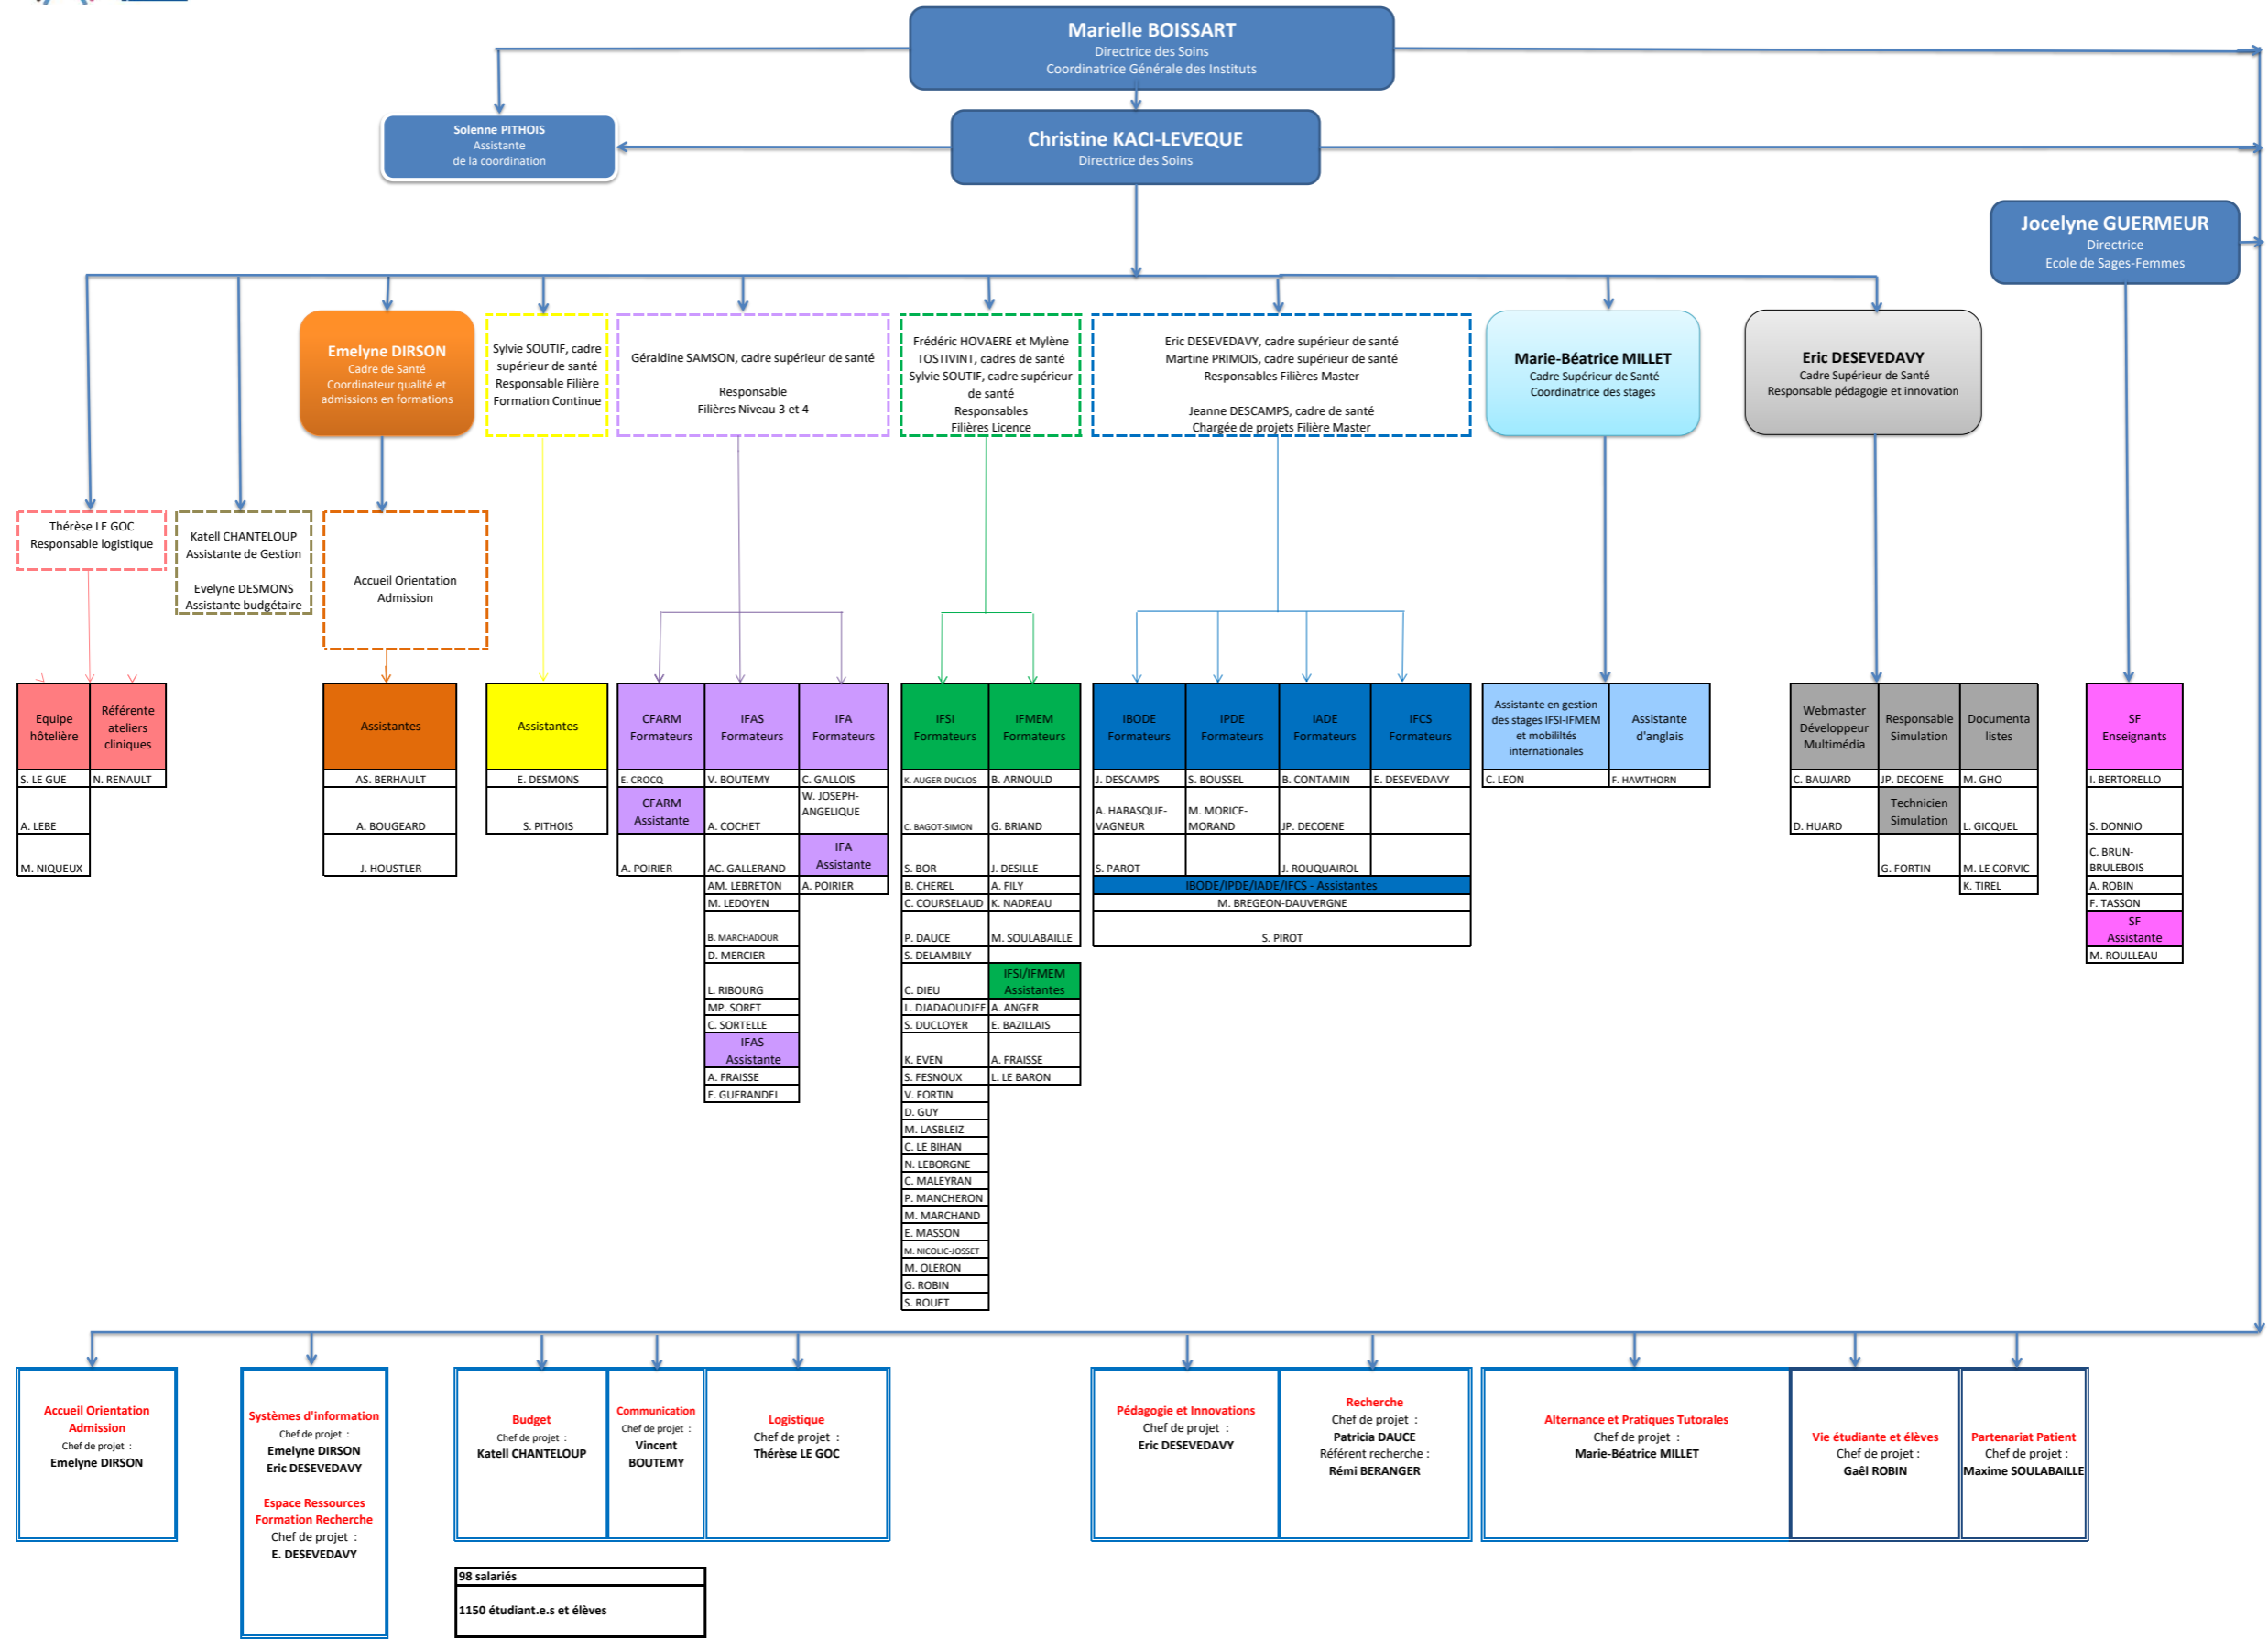 Marielle BOISSART
Directrice des Soins
Coordinatrice Générale des Instituts
Solenne PITHOIS
Assistante
de la coordination
Christine KACI-LEVEQUE
Directrice des Soins
Jocelyne GUERMEUR
Directrice
Ecole de Sages-Femmes
Emelyne DIRSON
Cadre de Santé
Coordinateur qualité et
admissions en formations
Sylvie SOUTIF, cadre
supérieur de santé
Responsable Filière
Formation Continue
Géraldine SAMSON, cadre supérieur de santé
Responsable
Filières Niveau 3 et 4
Frédéric HOVAERE et Mylène
TOSTIVINT, cadres de santé
Sylvie SOUTIF, cadre supérieur
de santé
Responsables
Filières Licence
Eric DESEVEDAVY, cadre supérieur de santé
Martine PRIMOIS, cadre supérieur de santé
Responsables Filières Master
Jeanne DESCAMPS, cadre de santé
Chargée de projets Filière Master
Marie-Béatrice MILLET
Cadre Supérieur de Santé
Coordinatrice des stages
Eric DESEVEDAVY
Cadre Supérieur de Santé
Responsable pédagogie et innovation
Thérèse LE GOC
Responsable logistique
Katell CHANTELOUP
Assistante de Gestion
Evelyne DESMONS
Assistante budgétaire
Accueil Orientation
Admission
Equipe
hôtelière
S. LE GUE
A. LEBE
M. NIQUEUX
Référente
ateliers
cliniques
N. RENAULT
Assistantes
AS. BERHAULT
A. BOUGEARD
J. HOUSTLER
Assistantes
E. DESMONS
S. PITHOIS
CFARM
Formateurs
E. CROCQ
CFARM
Assistante
A. POIRIER
IFAS
Formateurs
V. BOUTEMY
A. COCHET
AC. GALLERAND
AM. LEBRETON
M. LEDOYEN
B. MARCHADOUR
D. MERCIER
L. RIBOURG
MP. SORET
C. SORTELLE
IFAS
Assistante
A. FRAISSE
E. GUERANDEL
IFA
Formateurs
C. GALLOIS
W. JOSEPH-
ANGELIQUE
IFA
Assistante
A. POIRIER
IFSI
Formateurs
K. AUGER-DUCLOS
C. BAGOT-SIMON
S. BOR
B. CHEREL
C. COURSELAUD
P. DAUCE
S. DELAMBILY
C. DIEU
L. DJADAOUDJEE
S. DUCLOYER
K. EVEN
S. FESNOUX
V. FORTIN
D. GUY
M. LASBLEIZ
C. LE BIHAN
N. LEBORGNE
C. MALEYRAN
P. MANCHERON
M. MARCHAND
E. MASSON
M. NICOLIC-JOSSET
M. OLERON
G. ROBIN
S. ROUET
IFMEM
Formateurs
B. ARNOULD
G. BRIAND
J. DESILLE
A. FILY
K. NADREAU
M. SOULABAILLE
IFSI/IFMEM
Assistantes
A. ANGER
E. BAZILLAIS
A. FRAISSE
L. LE BARON
IBODE
Formateurs
J. DESCAMPS
A. HABASQUE-
VAGNEUR
S. PAROT
IPDE
Formateurs
S. BOUSSEL
M. MORICE-
MORAND
IADE
Formateurs
B. CONTAMIN
JP. DECOENE
J. ROUQUAIROL
IFCS
Formateurs
E. DESEVEDAVY
IBODE/IPDE/IADE/IFCS - Assistantes
M. BREGEON-DAUVERGNE
S. PIROT
Assistante en gestion
des stages IFSI-IFMEM
et mobililtés
internationales
C. LEON
Assistante
d'anglais
F. HAWTHORN
Webmaster
Développeur
Multimédia
C. BAUJARD
D. HUARD
Responsable
Simulation
JP. DECOENE
Technicien
Simulation
G. FORTIN
Documenta
listes
M. GHO
L. GICQUEL
M. LE CORVIC
K. TIREL
SF
Enseignants
I. BERTORELLO
S. DONNIO
C. BRUN-
BRULEBOIS
A. ROBIN
F. TASSON
SF
Assistante
M. ROULLEAU
Accueil Orientation
Admission
Chef de projet :
Emelyne DIRSON
Systèmes d'information
Chef de projet :
Emelyne DIRSON
Eric DESEVEDAVY
Espace Ressources
Formation Recherche
Chef de projet :
E. DESEVEDAVY
Budget
Chef de projet :
Katell CHANTELOUP
Communication
Chef de projet :
Vincent
BOUTEMY
Logistique
Chef de projet :
Thérèse LE GOC
Pédagogie et Innovations
Chef de projet :
Eric DESEVEDAVY
Recherche
Chef de projet :
Patricia DAUCE
Référent recherche :
Rémi BERANGER
Alternance et Pratiques Tutorales
Chef de projet :
Marie-Béatrice MILLET
Vie étudiante et élèves
Chef de projet :
Gaêl ROBIN
Partenariat Patient
Chef de projet :
Maxime SOULABAILLE
98 salariés
1150 étudiant.e.s et élèves